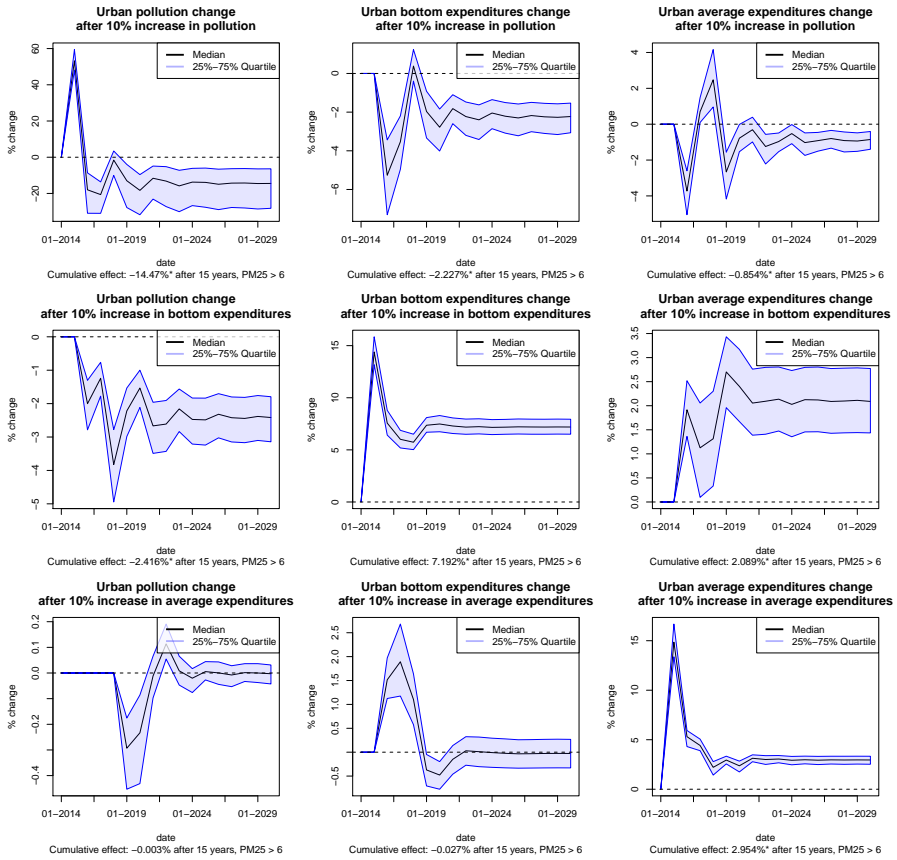 Urban pollution change
after 10% increase in pollution
Median
25%−75% Quartile
60
40
20
0
−20
% change
01−2014
01−2019
01−2024
01−2029
date
Cumulative effect: −14.47%* after 15 years, PM25 > 6
Urban bottom expenditures change
after 10% increase in pollution
Median
25%−75% Quartile
0
−2
−4
−6
% change
01−2014
01−2019
01−2024
01−2029
date
Cumulative effect: −2.227%* after 15 years, PM25 > 6
Urban average expenditures change
after 10% increase in pollution
Median
25%−75% Quartile
4
2
0
−2
−4
% change
01−2014
01−2019
01−2024
01−2029
date
Cumulative effect: −0.854%* after 15 years, PM25 > 6
Urban pollution change
after 10% increase in bottom expenditures
Median
25%−75% Quartile
0
−1
−2
−3
−4
−5
% change
01−2014
01−2019
01−2024
01−2029
date
Cumulative effect: −2.416%* after 15 years, PM25 > 6
Urban bottom expenditures change
after 10% increase in bottom expenditures
Median
25%−75% Quartile
15
10
5
0
% change
01−2014
01−2019
01−2024
01−2029
date
Cumulative effect: 7.192%* after 15 years, PM25 > 6
Urban average expenditures change
after 10% increase in bottom expenditures
Median
25%−75% Quartile
3.5
3.0
2.5
2.0
1.5
1.0
0.5
0.0
% change
01−2014
01−2019
01−2024
01−2029
date
Cumulative effect: 2.089%* after 15 years, PM25 > 6
Urban pollution change
after 10% increase in average expenditures
Median
25%−75% Quartile
0.2
0.1
0.0
−0.2
−0.4
% change
01−2014
01−2019
01−2024
01−2029
date
Cumulative effect: −0.003% after 15 years, PM25 > 6
Urban bottom expenditures change
after 10% increase in average expenditures
Median
25%−75% Quartile
2.5
2.0
1.5
1.0
0.5
−0.5
% change
01−2014
01−2019
01−2024
01−2029
date
Cumulative effect: −0.027% after 15 years, PM25 > 6
Urban average expenditures change
after 10% increase in average expenditures
Median
25%−75% Quartile
15
10
5
0
% change
01−2014
01−2019
01−2024
01−2029
date
Cumulative effect: 2.954%* after 15 years, PM25 > 6